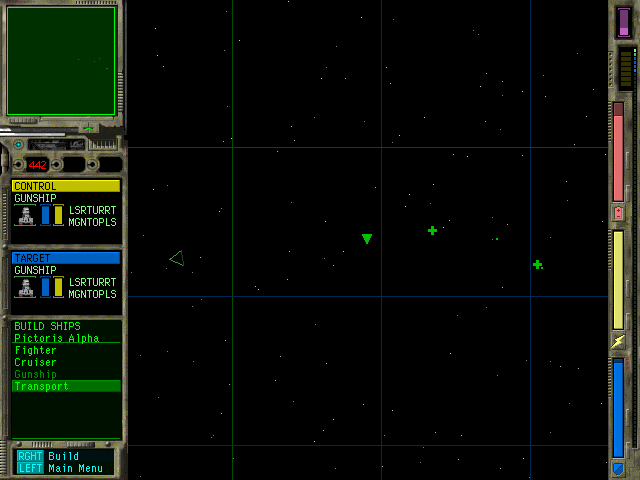 442
CONTROL
GUNSHIP
LSRTURRT
MGNTOPLS
TARGET
GUNSHIP
LSRTURRT
MGNTOPLS
BUILD SHIPS
Pictoris Alpha
Fighter
Cruiser
Gunship
Transport
RGHT Build
LEFT Main Menu